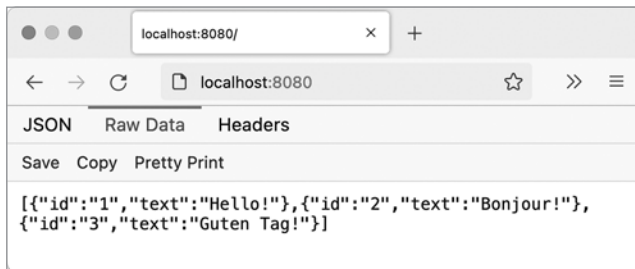 localhost:8080/
localhost:8080
JSON Raw Data Headers
Save Copy Pretty Print
[{"id":"1","text":"Hello!"},{"id":"2","text":"Bonjour!"},
{"id":"3","text":"Guten Tag!"}]